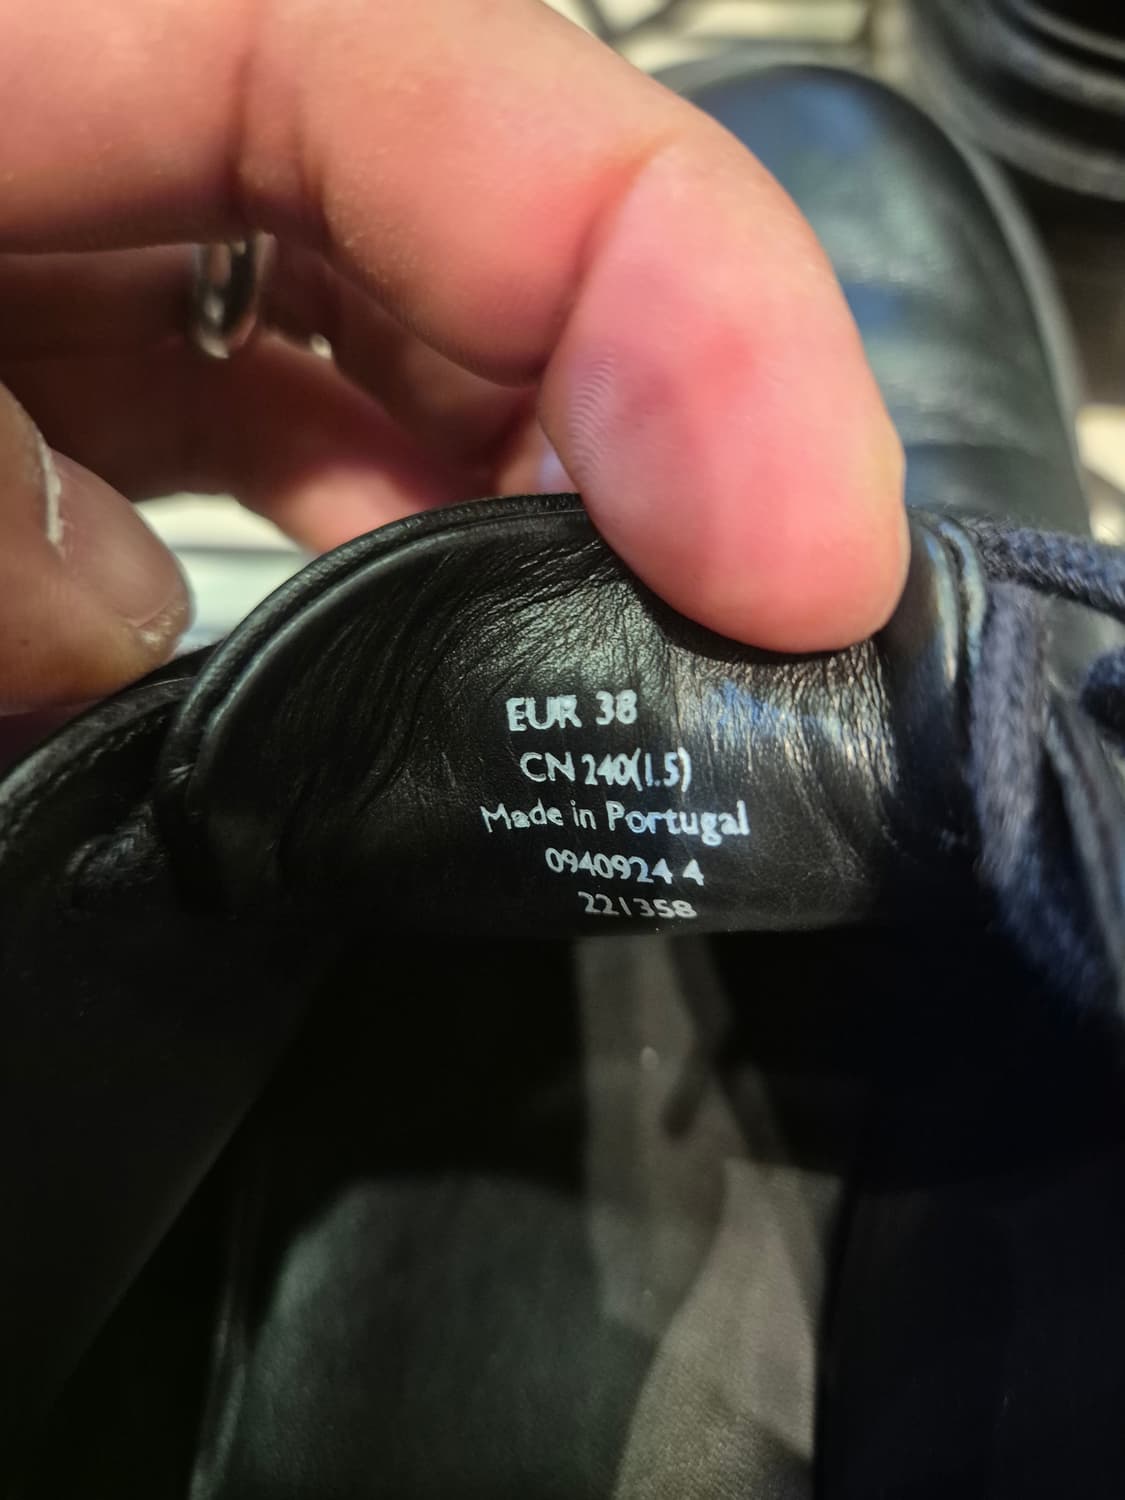 EUR 38
CN 240(1.5)
Made in Portugal
0940924 4
221358